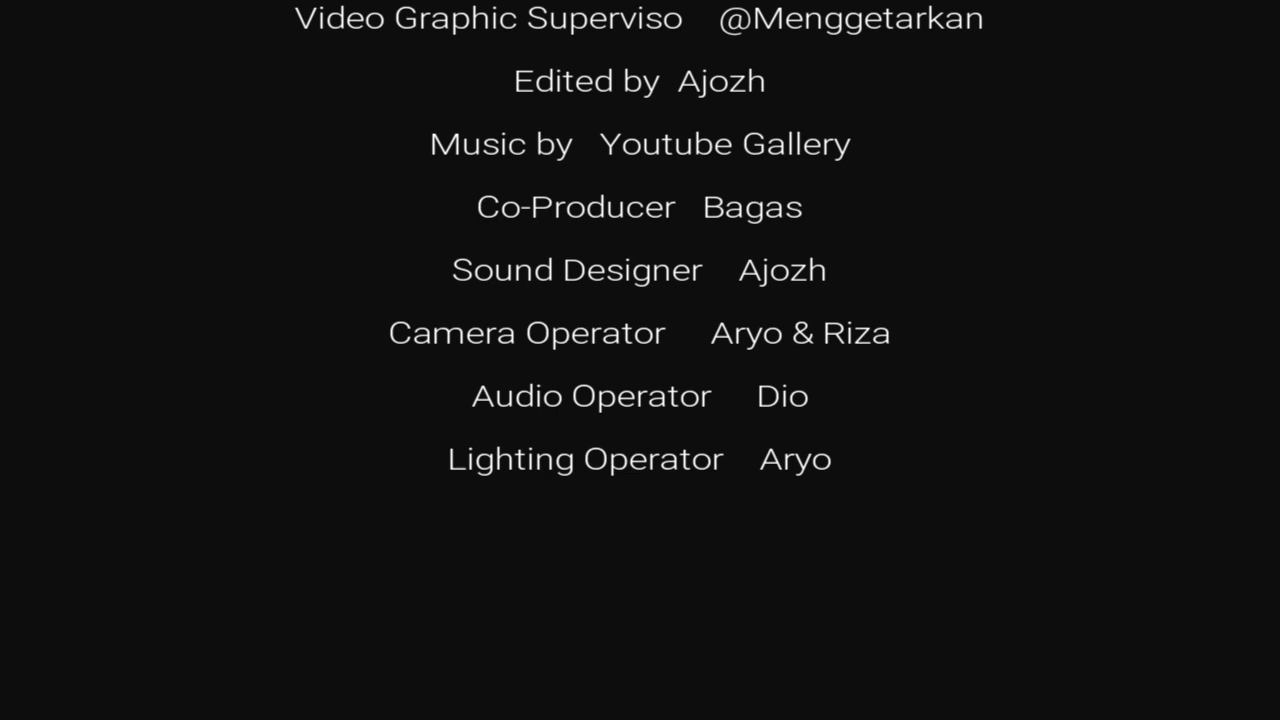 Video Graphic Superviso @Menggetarkan
Edited by Ajozh
Music by Youtube Gallery
Co-Producer Bagas
Sound Designer Ajozh
Camera Operator Aryo & Riza
Audio Operator Dio
Lighting Operator Aryo